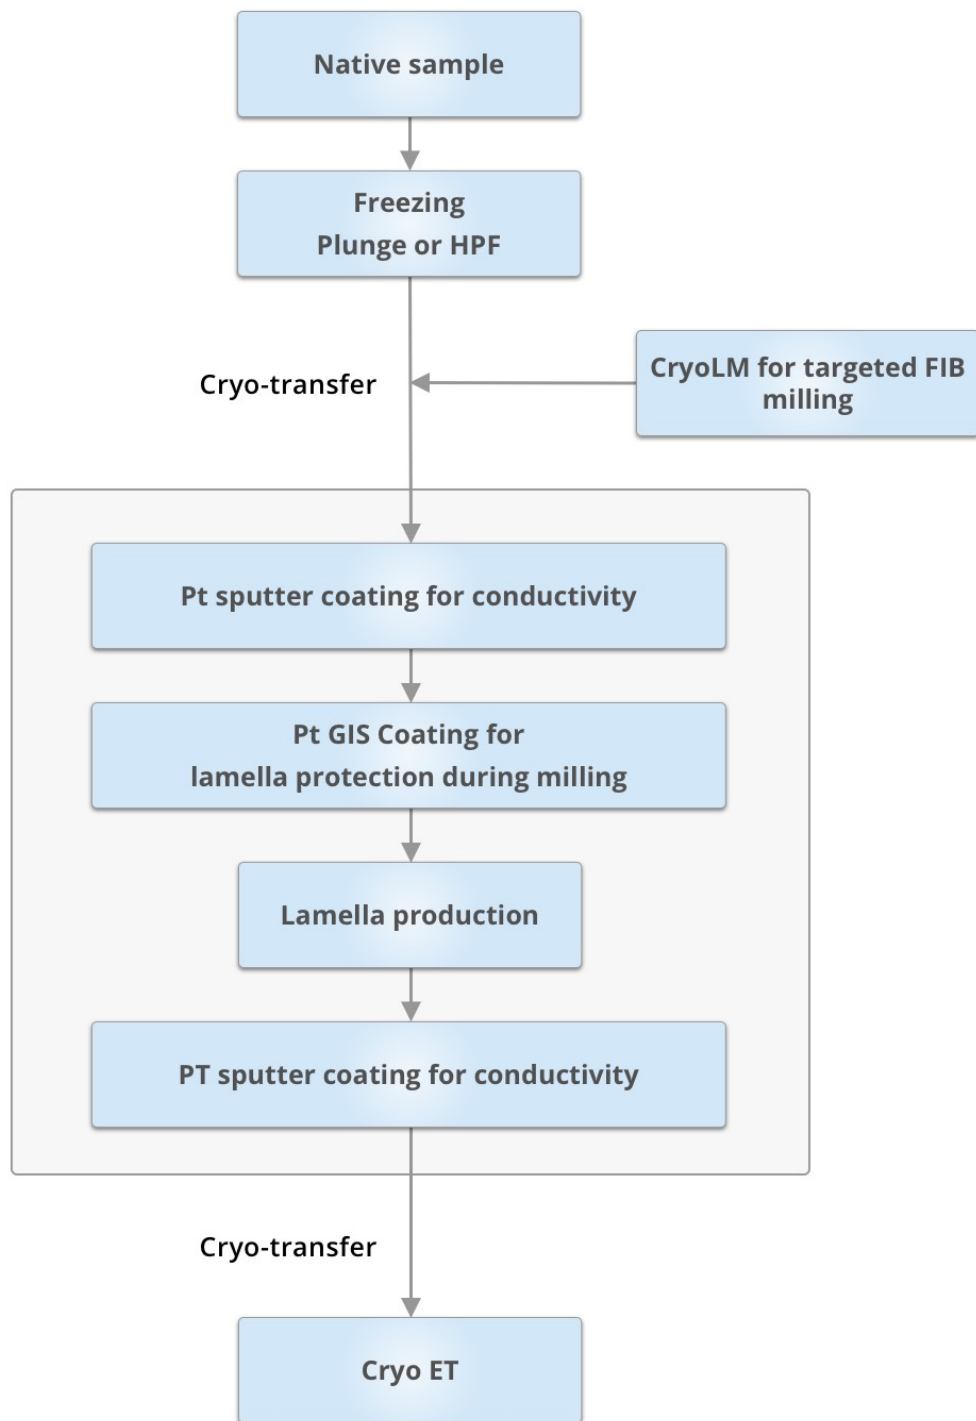 Native sample
Freezing
Plunge or HPF
Cryo-transfer
CryoLM for targeted FIB
milling
Pt sputter coating for conductivity
Pt GIS Coating for
lamella protection during milling
Lamella production
PT sputter coating for conductivity
Cryo-transfer
Cryo ET